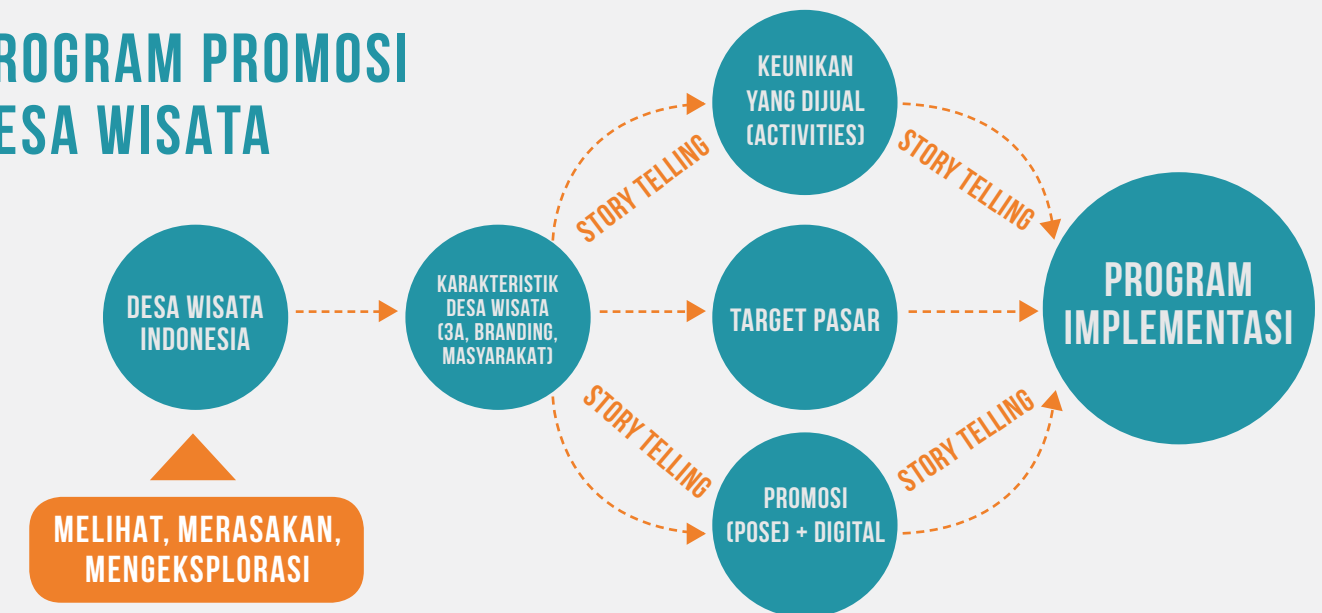 ROGRAM PROMOSI
ESA WISATA
KEUNIKAN
YANG DIJUAL
(ACTIVITIES)
STORY TELLING
STORY TELLING
DESA WISATA
INDONESIA
KARAKTERISTIK
DESA WISATA
(3A, BRANDING,
MASYARAKAT)
TARGET PASAR
PROGRAM
IMPLEMENTASI
STORY TELLING
STORY TELLING
PROMOSI
(POSE) + DIGITAL
MELIHAT, MERASAKAN,
MENGEKSPLORASI